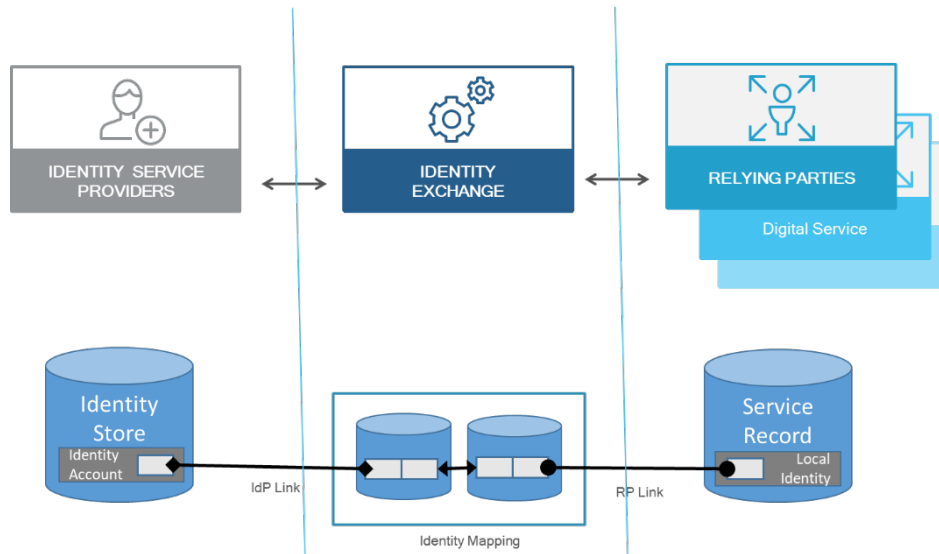 IDENTITY SERVICE
PROVIDERS
IDENTITY
EXCHANGE
RELYING PARTIES
Digital Service
Identity
Store
Identity
Account
IdP Link
Identity Mapping
RP Link
Service
Record
Local
Identity